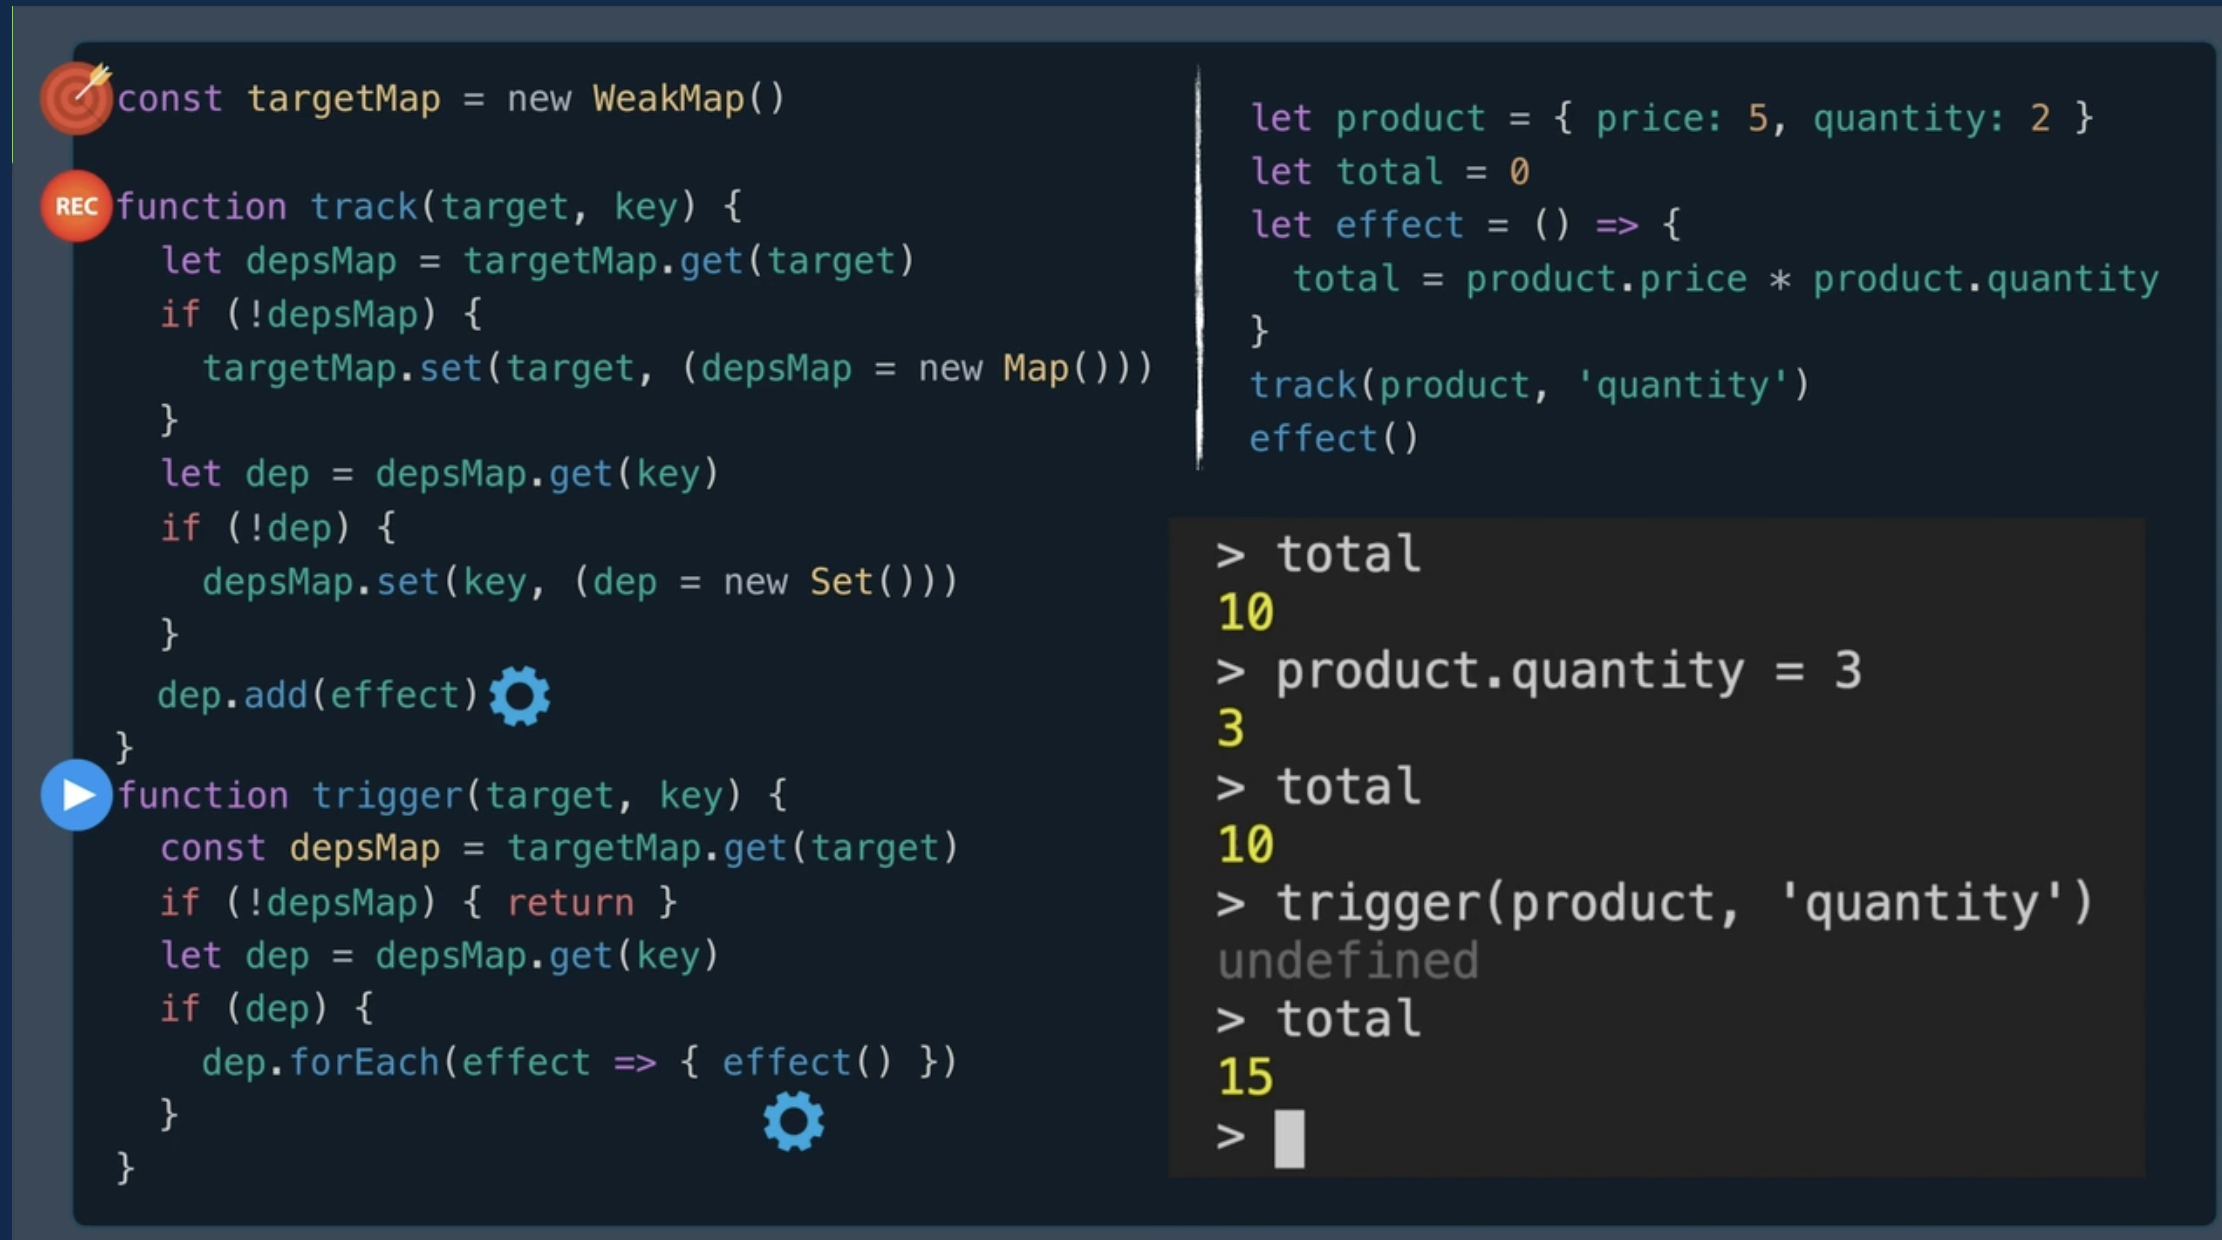 const targetMap = new WeakMap()
REC
function track(target, key) {
  let depsMap = targetMap.get(target)
  if (!depsMap) {
    targetMap.set(target, (depsMap = new Map()))
  }
  let dep = depsMap.get(key)
  if (!dep) {
    depsMap.set(key, (dep = new Set()))
  }
  dep.add(effect)
}
function trigger(target, key) {
  const depsMap = targetMap.get(target)
  if (!depsMap) { return }
  let dep = depsMap.get(key)
  if (dep) {
    dep.forEach(effect => { effect() })
  }
}
let product = { price: 5, quantity: 2 }
let total = 0
let effect = () => {
  total = product.price * product.quantity
}
track(product, 'quantity')
effect()
> total
10
> product.quantity = 3
3
> total
10
> trigger(product, 'quantity')
undefined
> total
15
>